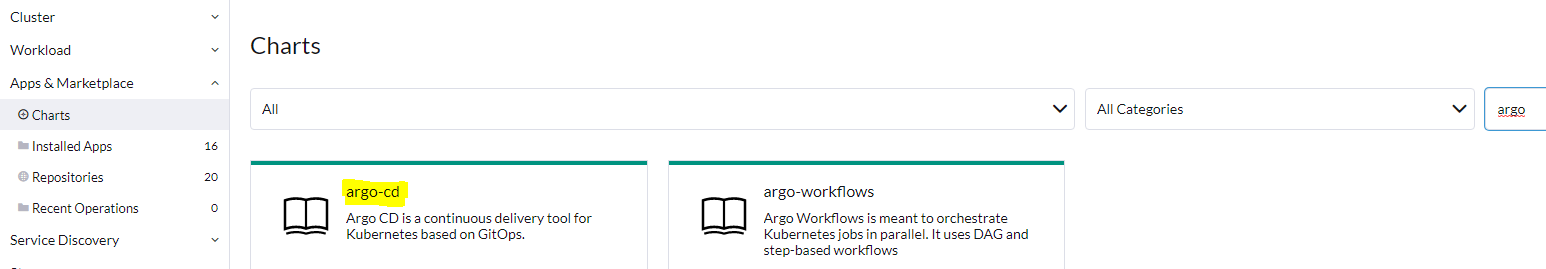 Cluster
Workload
Apps & Marketplace
Charts
Installed Apps 16
Repositories 20
Recent Operations 0
Service Discovery
Charts
All
All Categories
argo
argo-cd
Argo CD is a continuous delivery tool for
Kubernetes based on GitOps.
argo-workflows
Argo Workflows is meant to orchestrate
Kubernetes jobs in parallel. It uses DAG and
step-based workflows